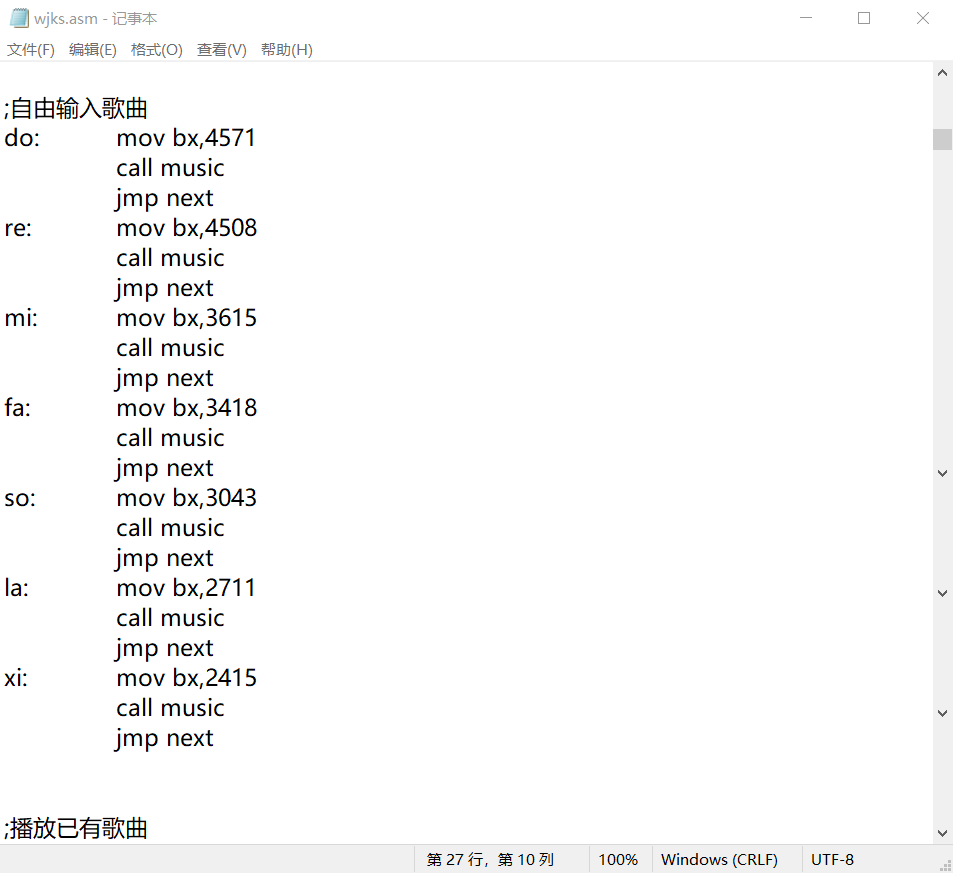 wjks.asm - 记事本
文件(F) 编辑(E) 格式(O) 查看(V) 帮助(H)
;自由输入歌曲
do: mov bx,4571
call music
jmp next
re: mov bx,4508
call music
jmp next
mi: mov bx,3615
call music
jmp next
fa: mov bx,3418
call music
jmp next
so: mov bx,3043
call music
jmp next
la: mov bx,2711
call music
jmp next
xi: mov bx,2415
call music
jmp next
;播放已有歌曲
第 27 行，第 10 列 100% Windows (CRLF) UTF-8